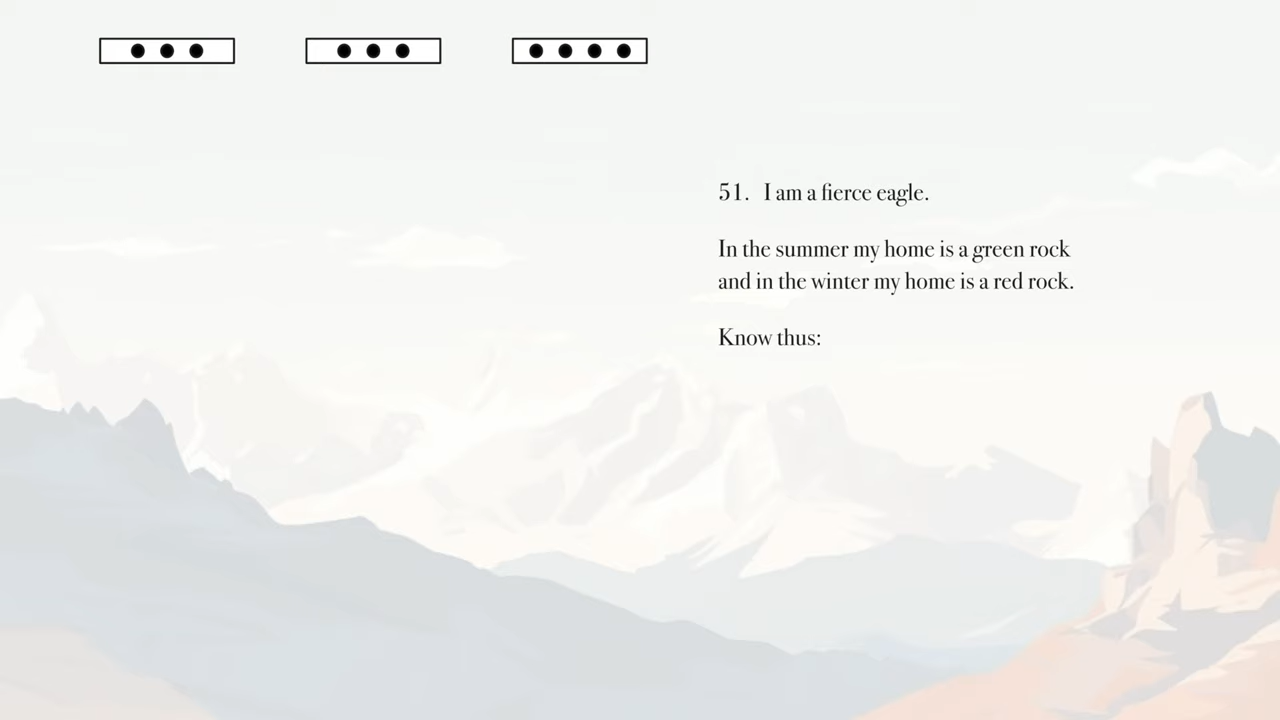 51. I am a fierce eagle.
In the summer my home is a green rock
and in the winter my home is a red rock.
Know thus: